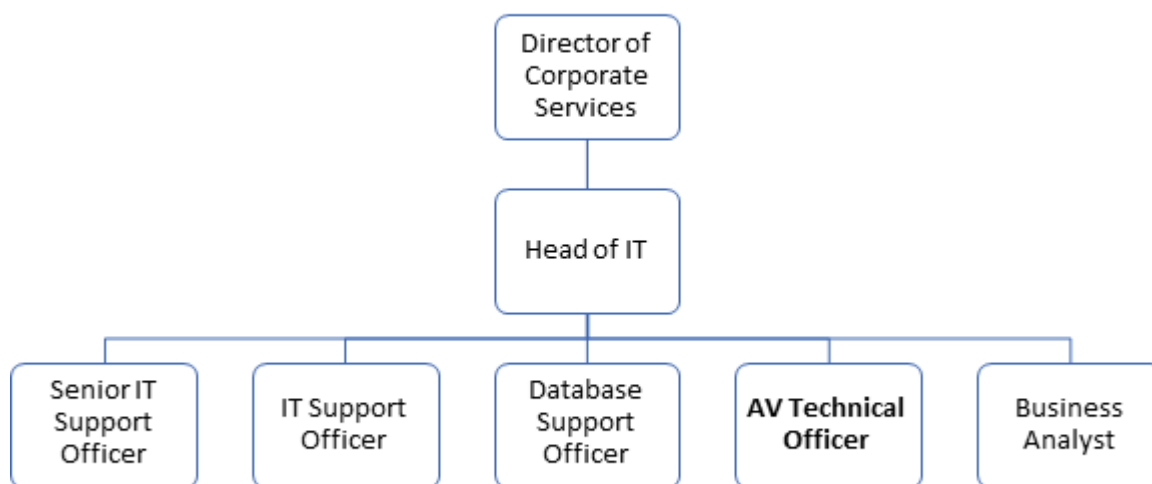 Director of
Corporate
Services
Head of IT
Senior IT
Support
Officer
IT Support
Officer
Database
Support
Officer
AV Technical
Officer
Business
Analyst